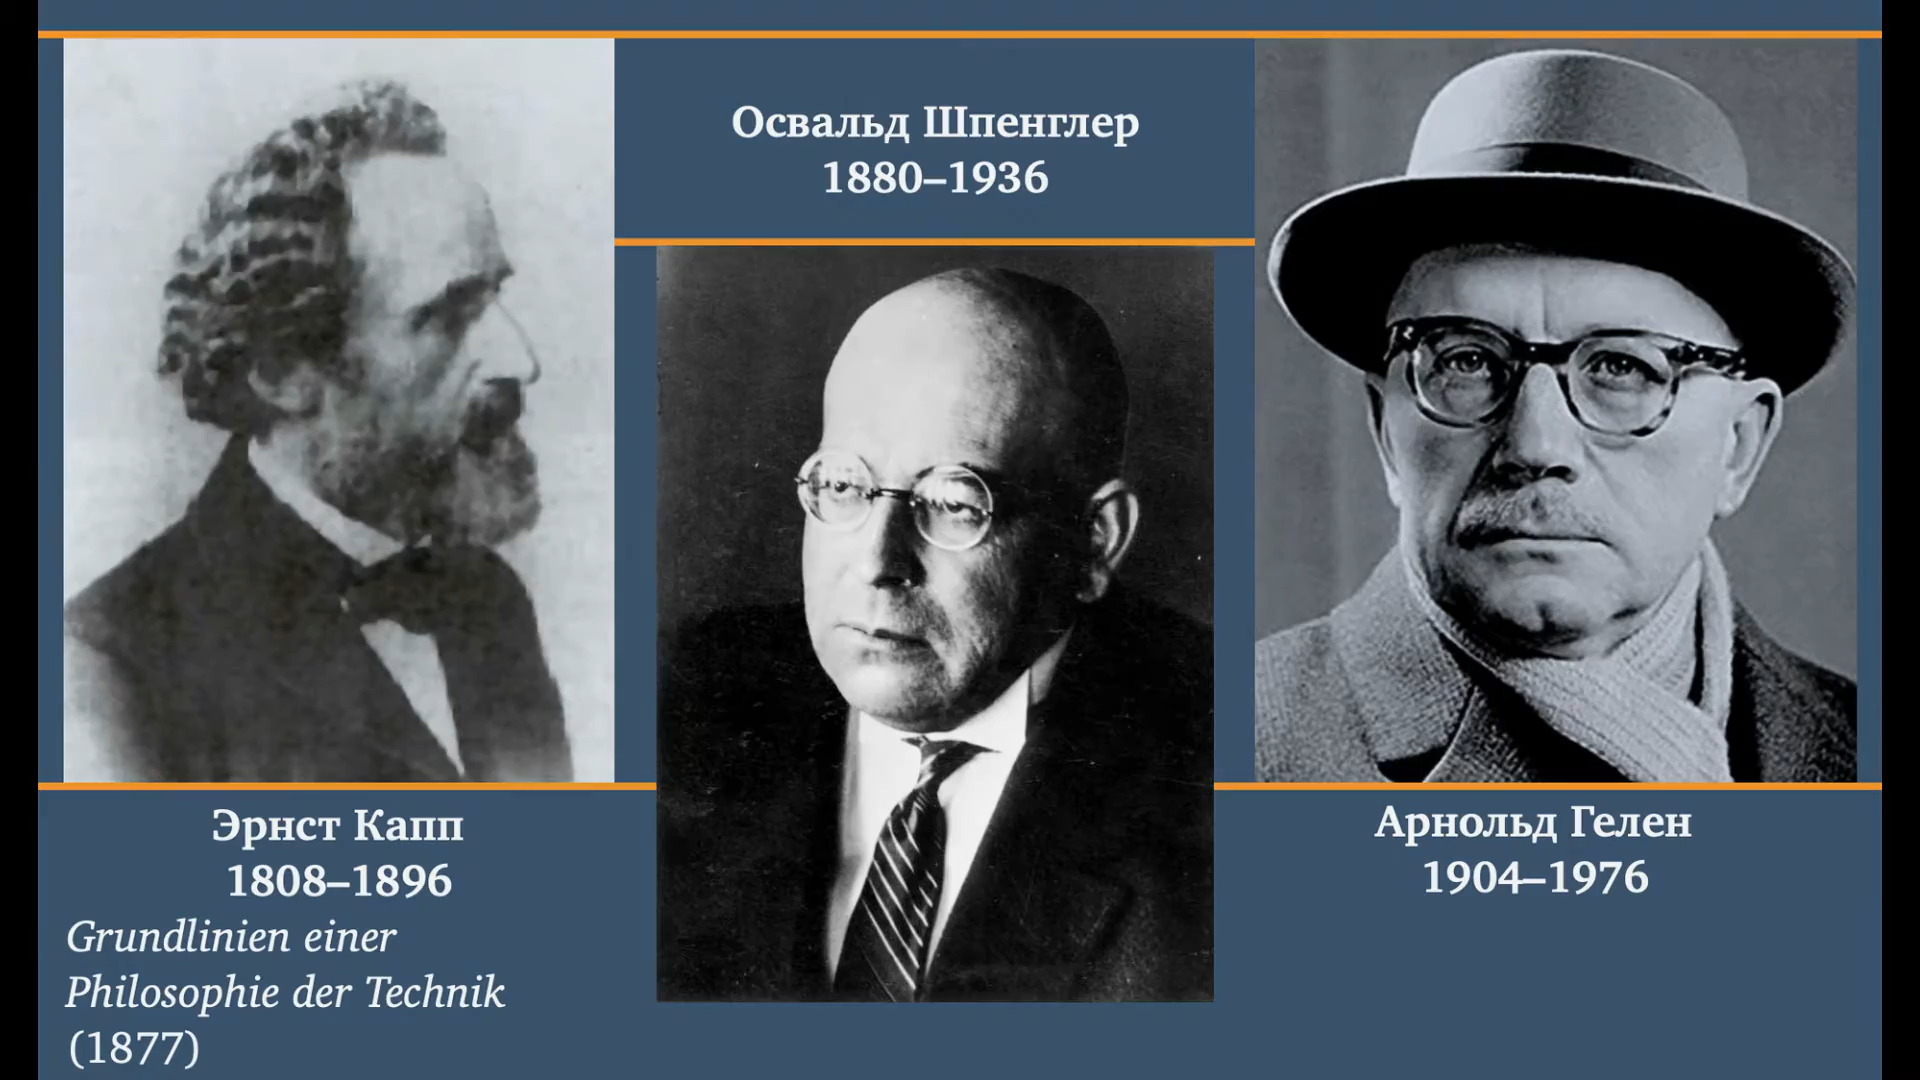 Освальд Шпенглер
1880–1936
Эрнст Капп
1808–1896
Grundlinien einer
Philosophie der Technik
(1877)
Арнольд Гелен
1904–1976